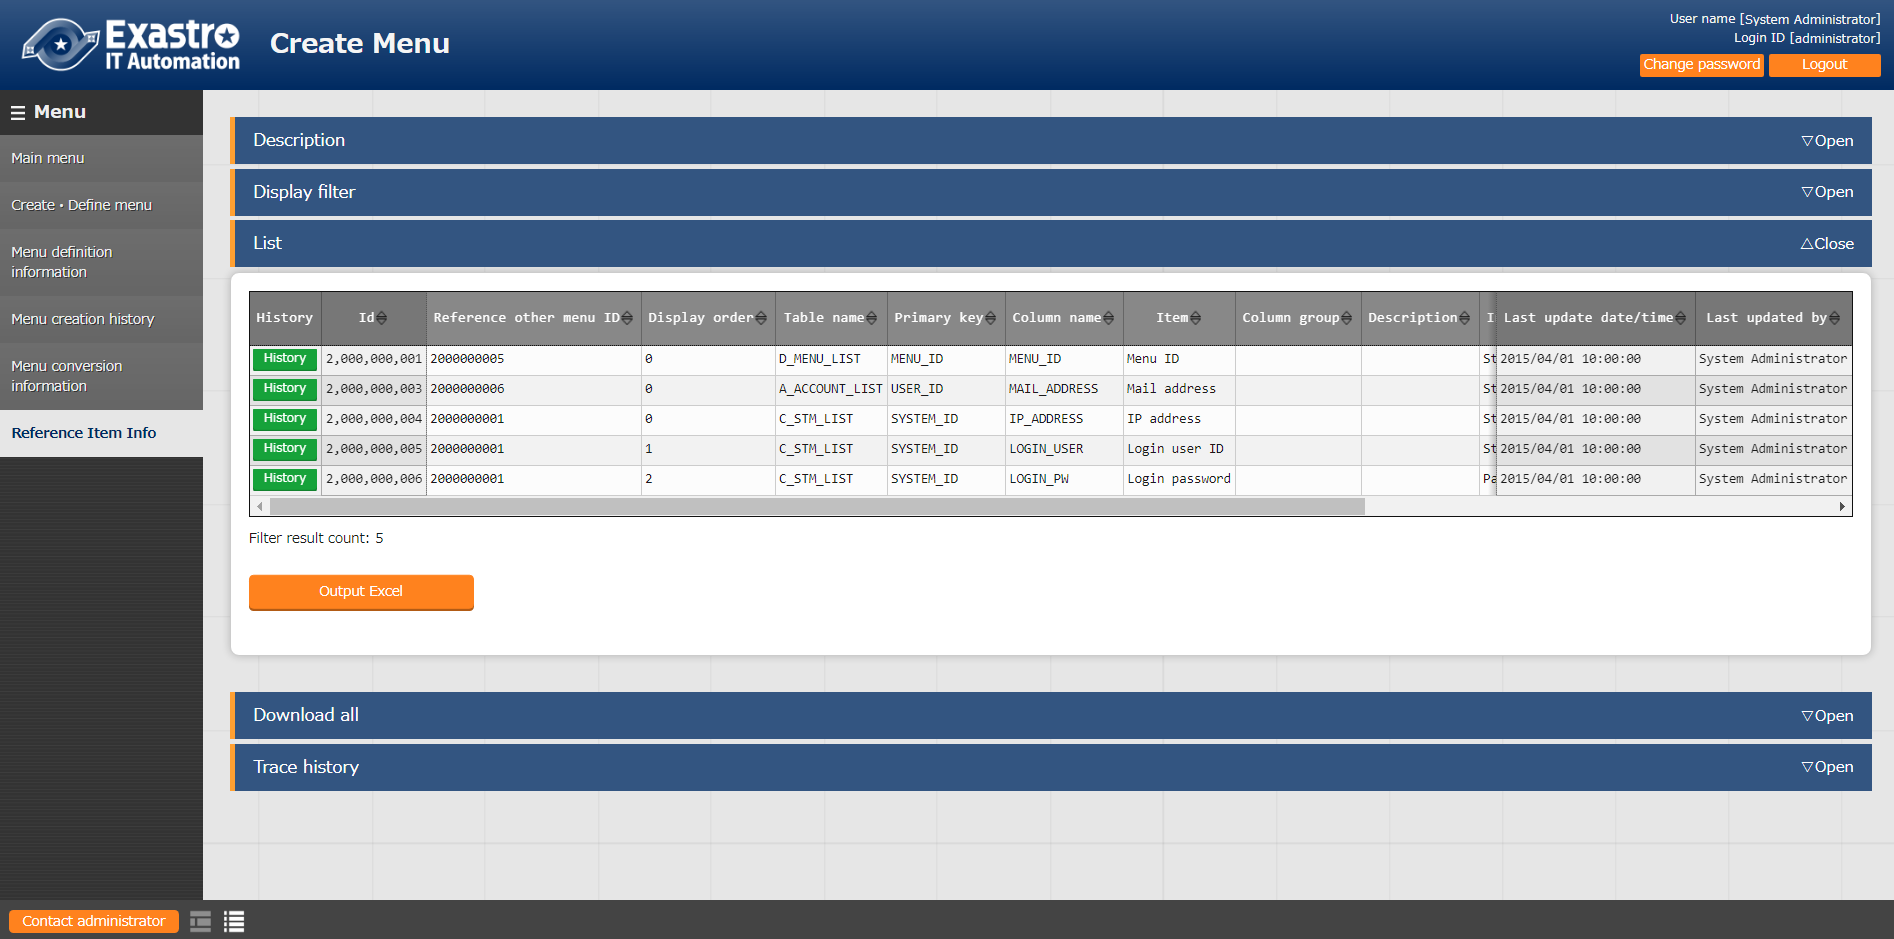 Exastro
IT Automation
Create Menu
User name [System Administrator]
Login ID [administrator]
Change password
Logout
Menu
Main menu
Create・Define menu
Menu definition
information
Menu creation history
Menu conversion
information
Reference Item Info
Description
▽Open
Display filter
▽Open
List
△Close
History Id Reference other menu ID Display order Table name Primary key Column name Item Column group Description Last update date/time Last updated by
History 2,000,000,001 2000000005 0 D_MENU_LIST MENU_ID MENU_ID Menu ID St 2015/04/01 10:00:00 System Administrator
History 2,000,000,003 2000000006 0 A_ACCOUNT_LIST USER_ID MAIL_ADDRESS Mail address St 2015/04/01 10:00:00 System Administrator
History 2,000,000,004 2000000001 0 C_STM_LIST SYSTEM_ID IP_ADDRESS IP address St 2015/04/01 10:00:00 System Administrator
History 2,000,000,005 2000000001 1 C_STM_LIST SYSTEM_ID LOGIN_USER Login user ID St 2015/04/01 10:00:00 System Administrator
History 2,000,000,006 2000000001 2 C_STM_LIST SYSTEM_ID LOGIN_PW Login password Pa 2015/04/01 10:00:00 System Administrator
Filter result count: 5
Output Excel
Download all
▽Open
Trace history
▽Open
Contact administrator